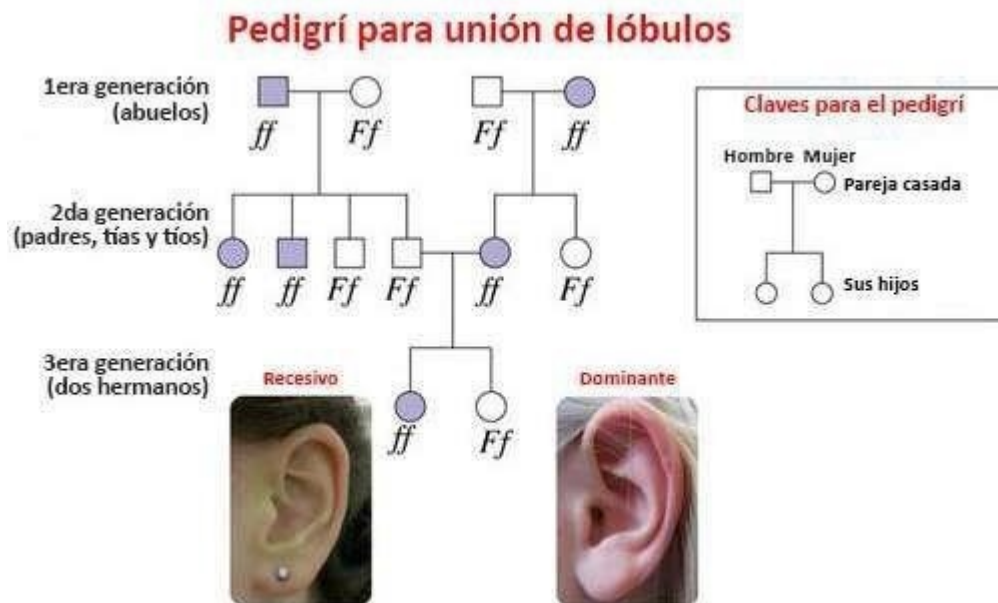 Pedigrí para unión de lóbulos
1era generación
(abuelos)
ff Ff Ff ff
Claves para el pedigrí
Hombre Mujer
Pareja casada
Sus hijos
2da generación
(padres, tías y tíos)
ff ff Ff Ff ff Ff
3era generación
(dos hermanos)
Recesivo
Dominante
ff Ff